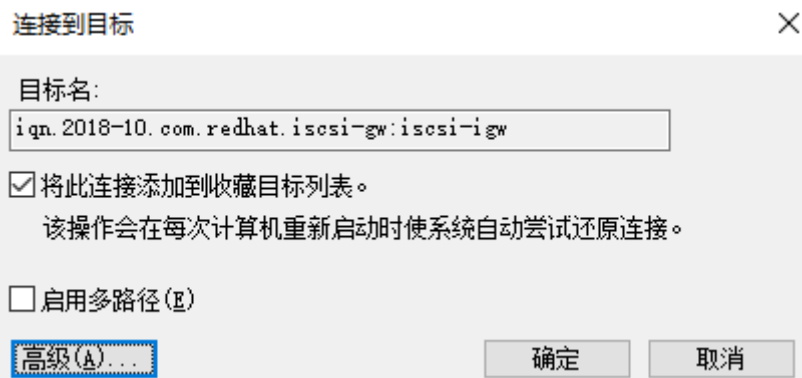 连接到目标
目标名:
iqn.2018-10.com.redhat.iscsi-gw:iscsi-igw
将此连接添加到收藏目标列表。
该操作会在每次计算机重新启动时使系统自动尝试还原连接。
启用多路径(E)
高级(A)... 确定 取消